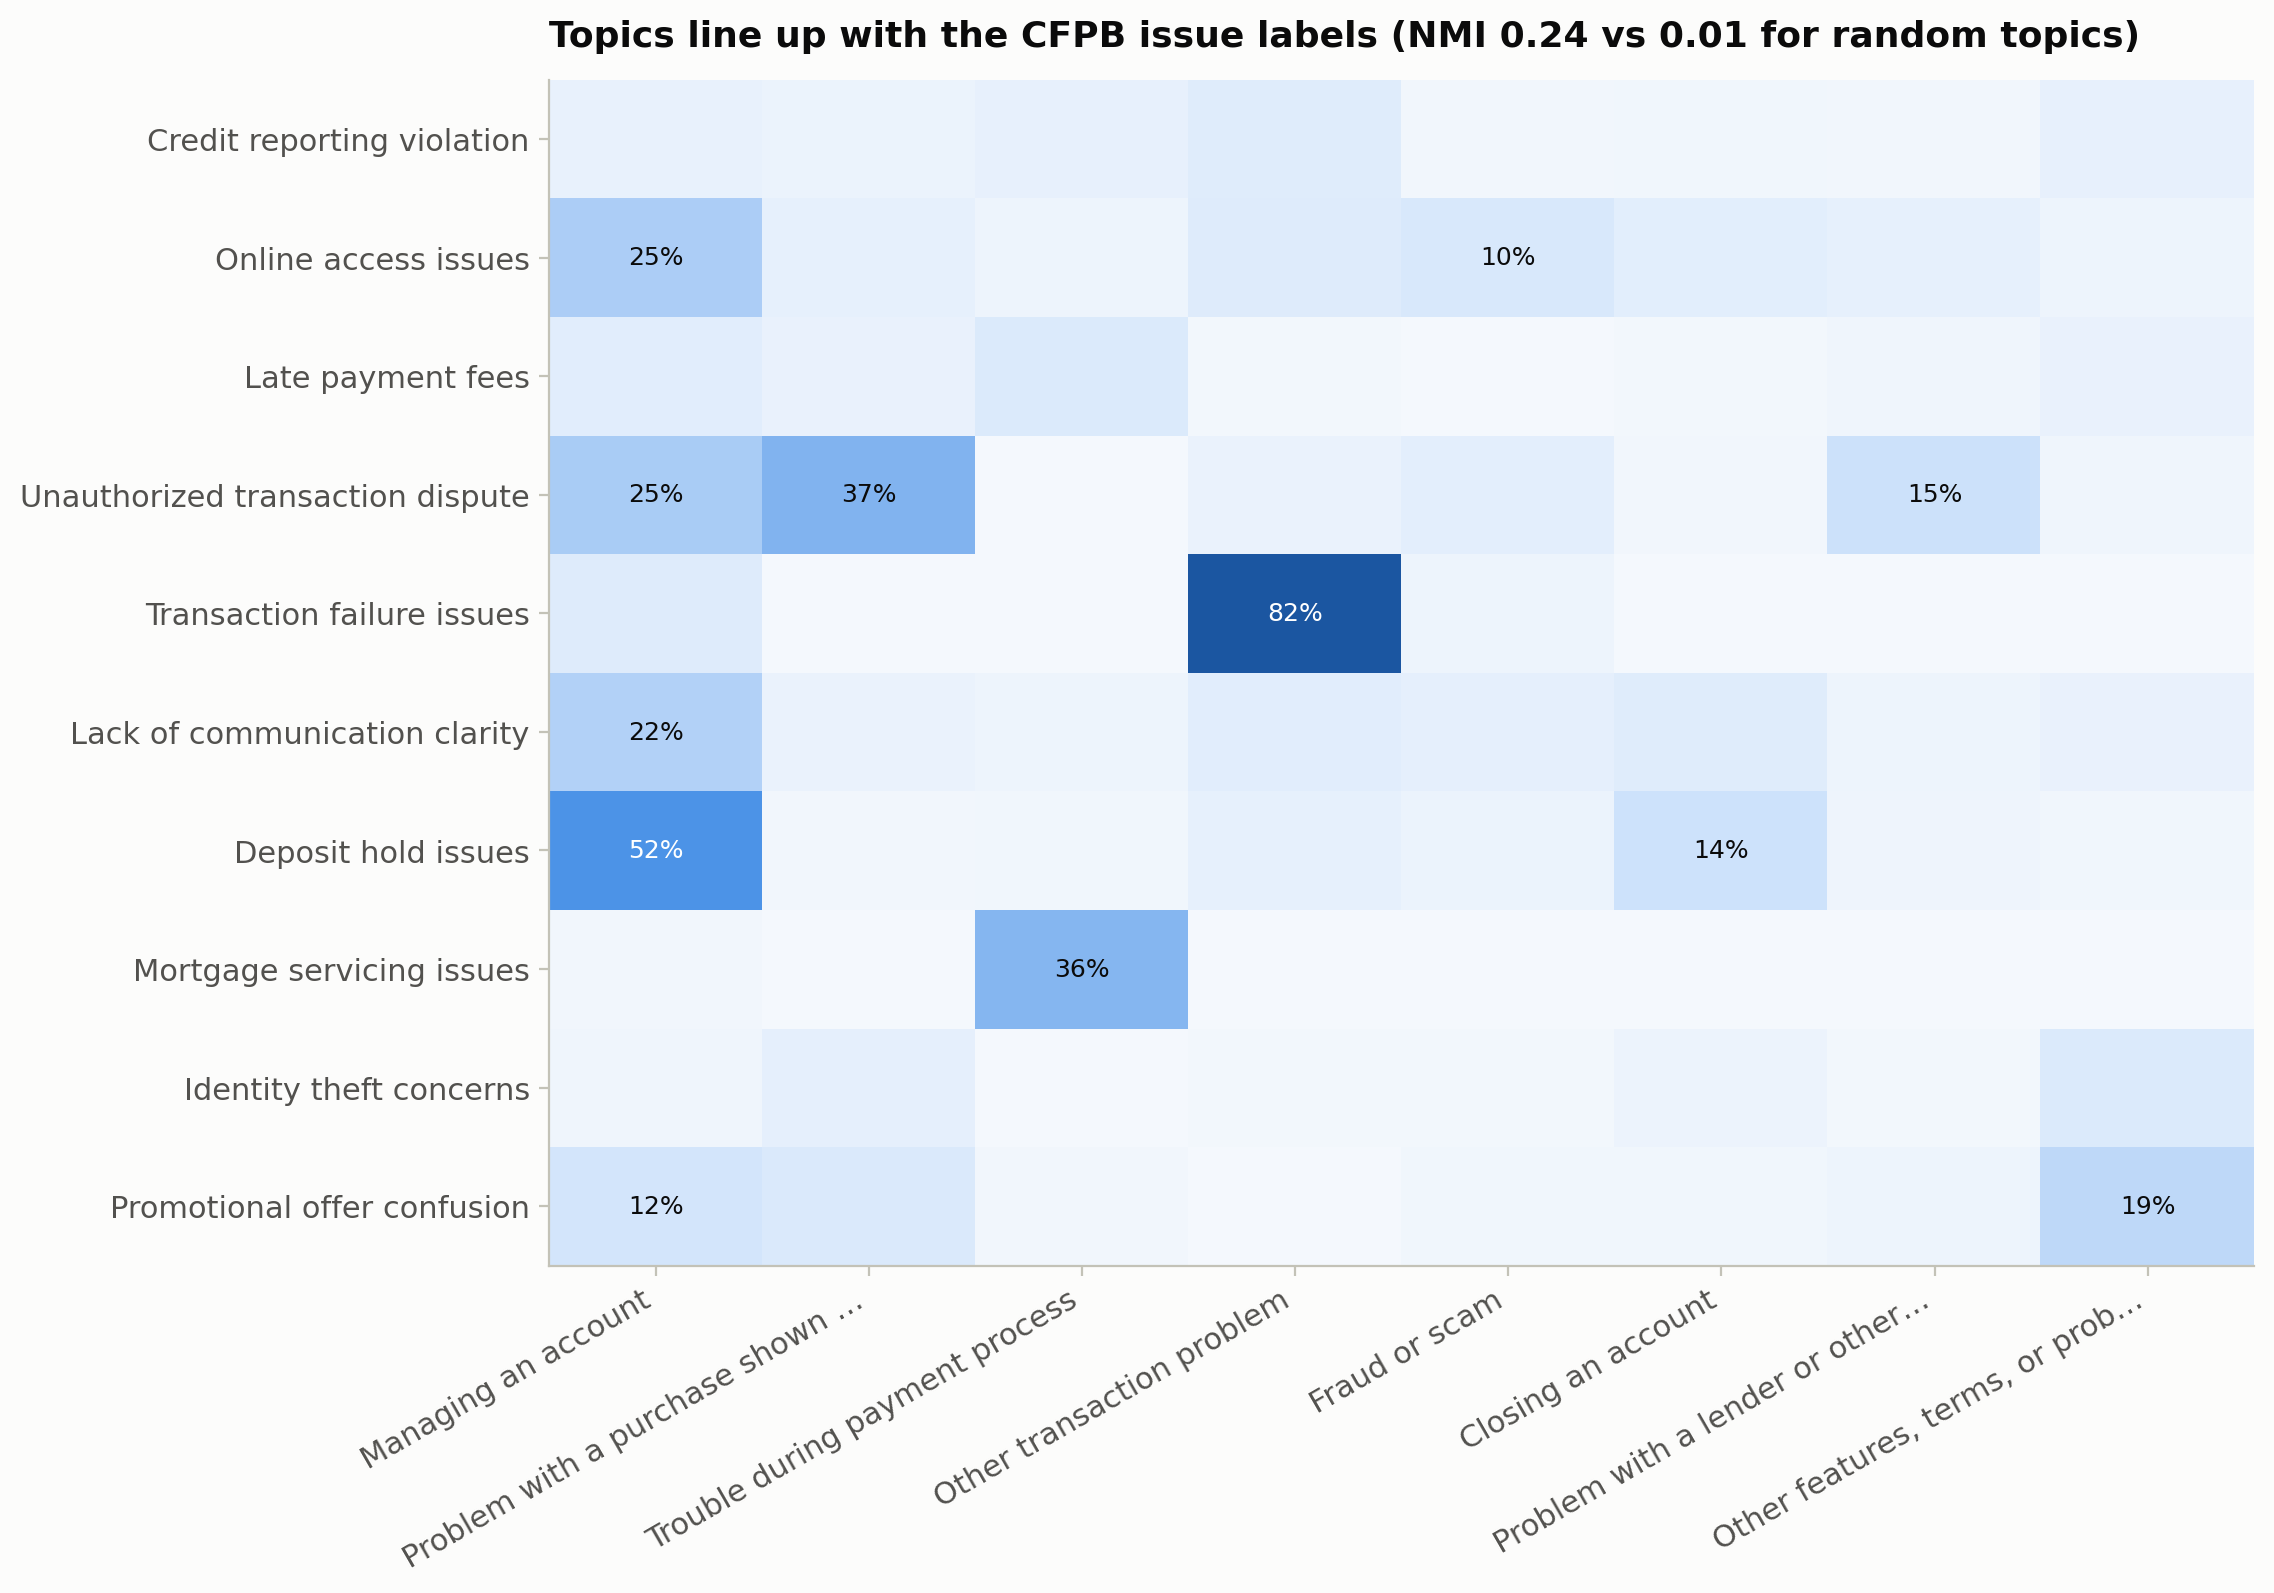 Topics line up with the CFPB issue labels (NMI 0.24 vs 0.01 for random topics)
Credit reporting violation
Online access issues
25%
10%
Late payment fees
Unauthorized transaction dispute
25%
37%
15%
Transaction failure issues
82%
Lack of communication clarity
22%
Deposit hold issues
52%
14%
Mortgage servicing issues
36%
Identity theft concerns
Promotional offer confusion
12%
19%
Managing an account
Problem with a purchase shown ...
Trouble during payment process
Other transaction problem
Fraud or scam
Closing an account
Problem with a lender or other...
Other features, terms, or prob...